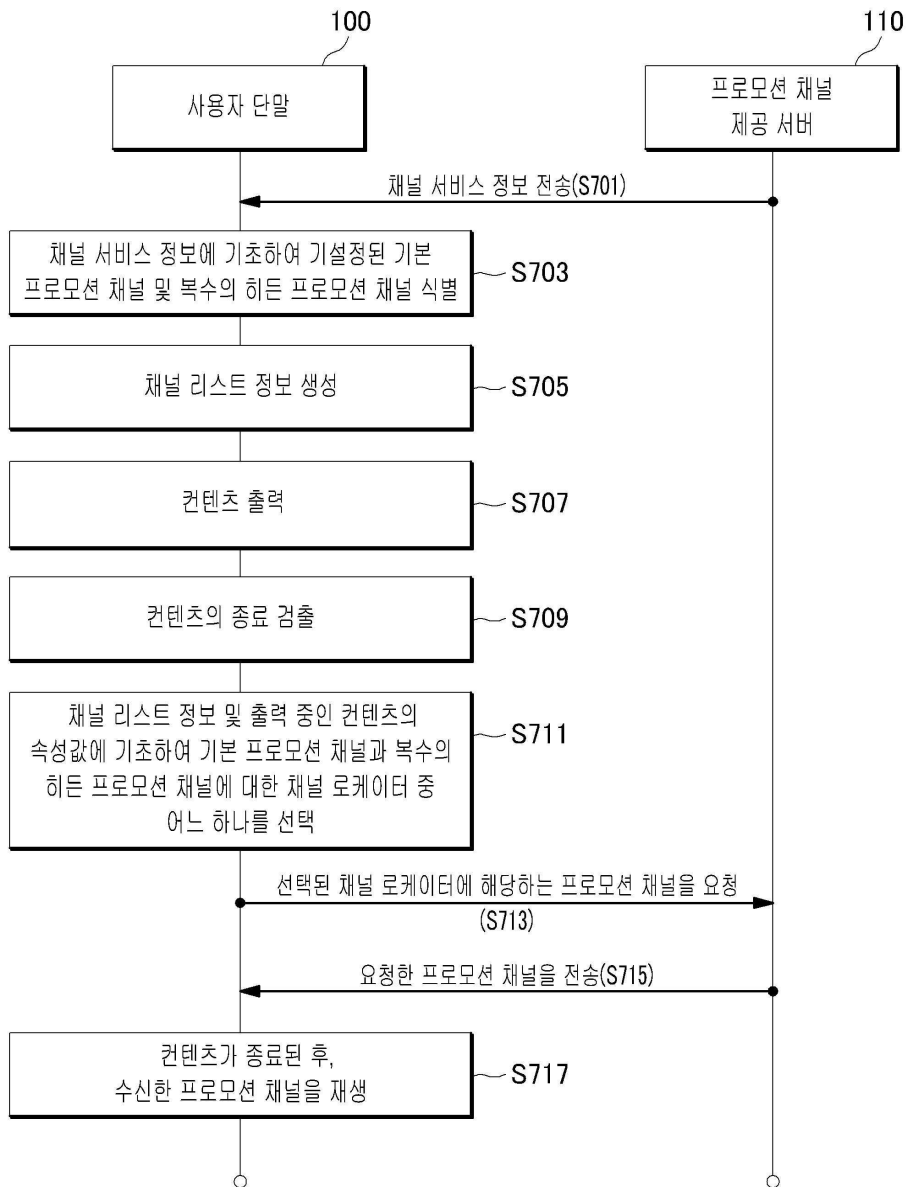 100
110
사용자 단말
프로모션 채널
제공 서버
채널 서비스 정보 전송(S701)
채널 서비스 정보에 기초하여 기설정된 기본
프로모션 채널 및 복수의 히든 프로모션 채널 식별
S703
채널 리스트 정보 생성
S705
컨텐츠 출력
S707
컨텐츠의 종료 검출
S709
채널 리스트 정보 및 출력 중인 컨텐츠의
속성값에 기초하여 기본 프로모션 채널과 복수의
히든 프로모션 채널에 대한 채널 로케이터 중
어느 하나를 선택
S711
선택된 채널 로케이터에 해당하는 프로모션 채널을 요청
(S713)
요청한 프로모션 채널을 전송(S715)
컨텐츠가 종료된 후,
수신한 프로모션 채널을 재생
S717